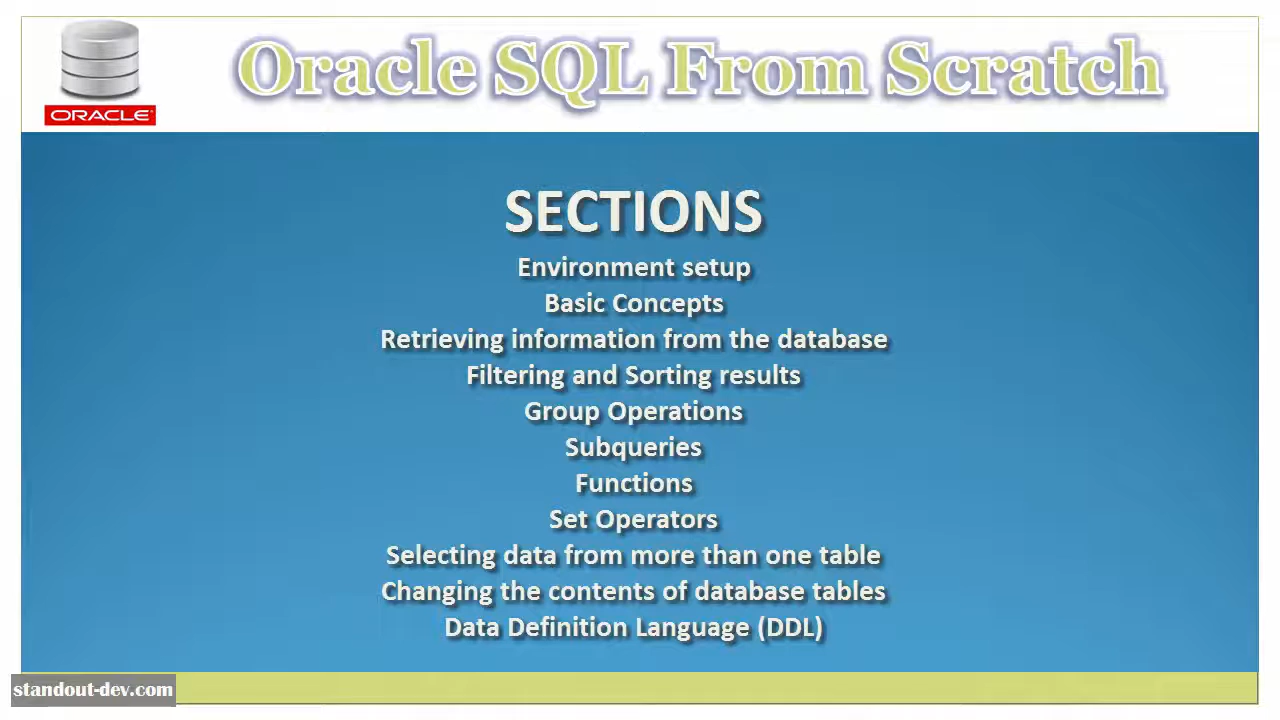 Oracle SQL From Scratch
ORACLE
SECTIONS
Environment setup
Basic Concepts
Retrieving information from the database
Filtering and Sorting results
Group Operations
Subqueries
Functions
Set Operators
Selecting data from more than one table
Changing the contents of database tables
Data Definition Language (DDL)
standout-dev.com